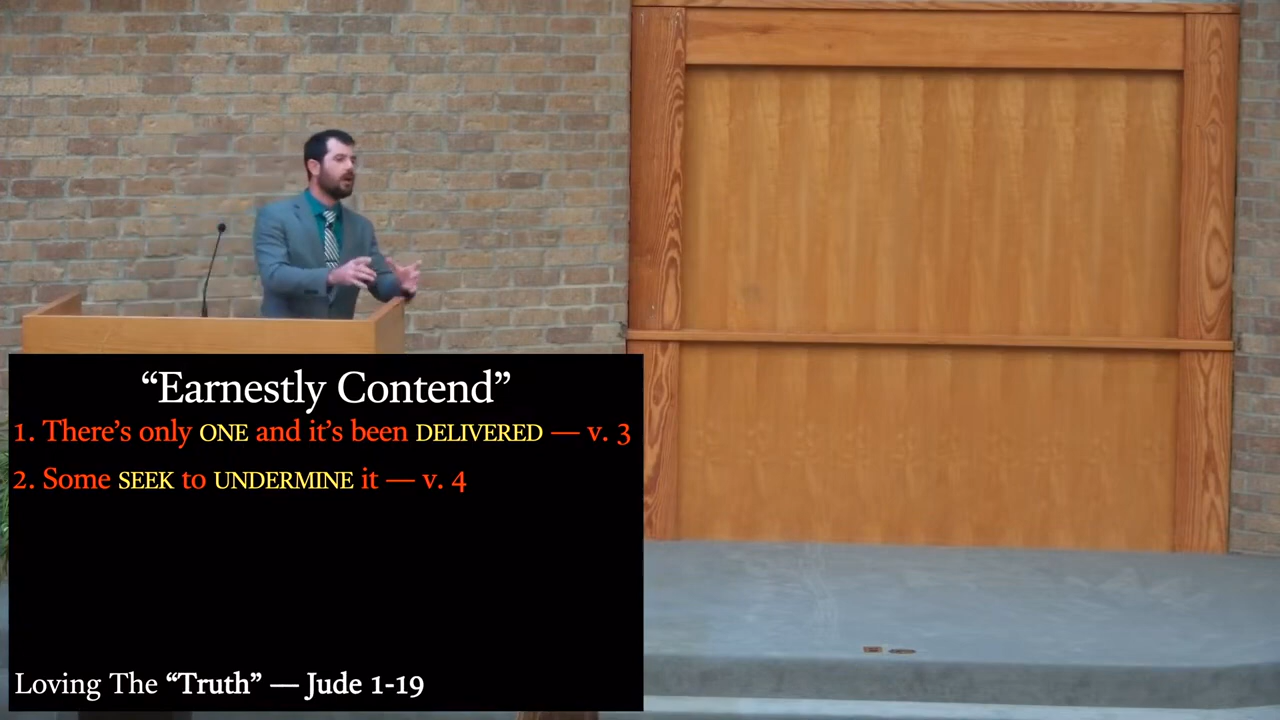 “Earnestly Contend”
1. There’s only ONE and it’s been DELIVERED — v. 3
2. Some SEEK to UNDERMINE it — v. 4
Loving The “Truth” — Jude 1-19